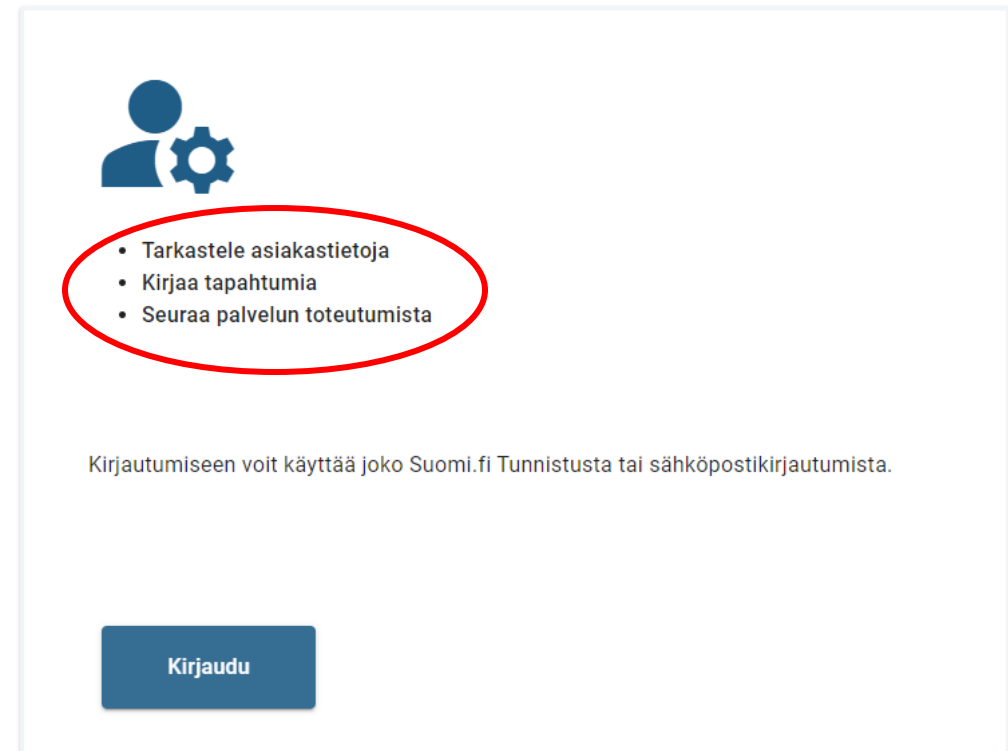 • Tarkastele asiakastietoja
• Kirjaa tapahtumia
• Seuraa palvelun toteutumista
Kirjautumiseen voit käyttää joko Suomi.fi Tunnistusta tai sähköpostikirjautumista.
Kirjaudu